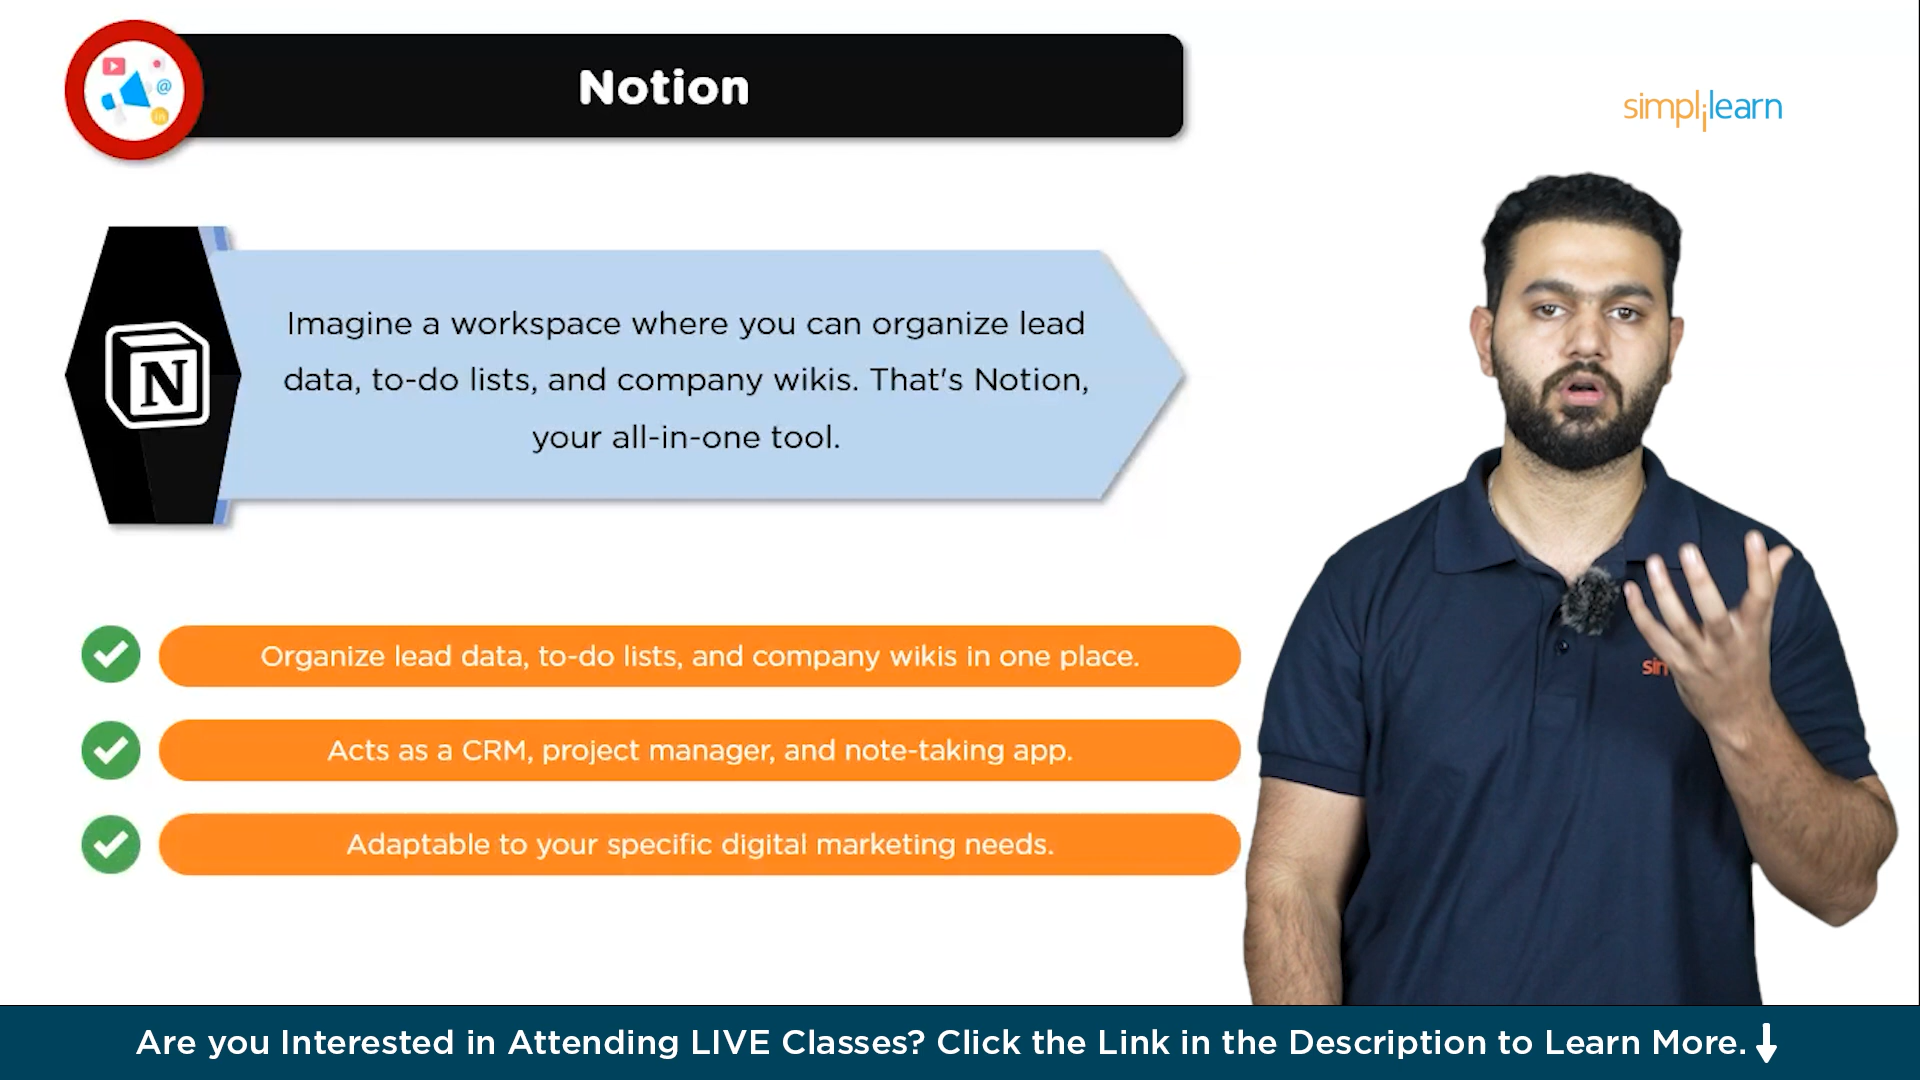 Notion
simplilearn
Imagine a workspace where you can organize lead
data, to-do lists, and company wikis. That's Notion,
your all-in-one tool.
N
Organize lead data, to-do lists, and company wikis in one place.
Acts as a CRM, project manager, and note-taking app.
Adaptable to your specific digital marketing needs.
sim
Are you Interested in Attending LIVE Classes? Click the Link in the Description to Learn More.